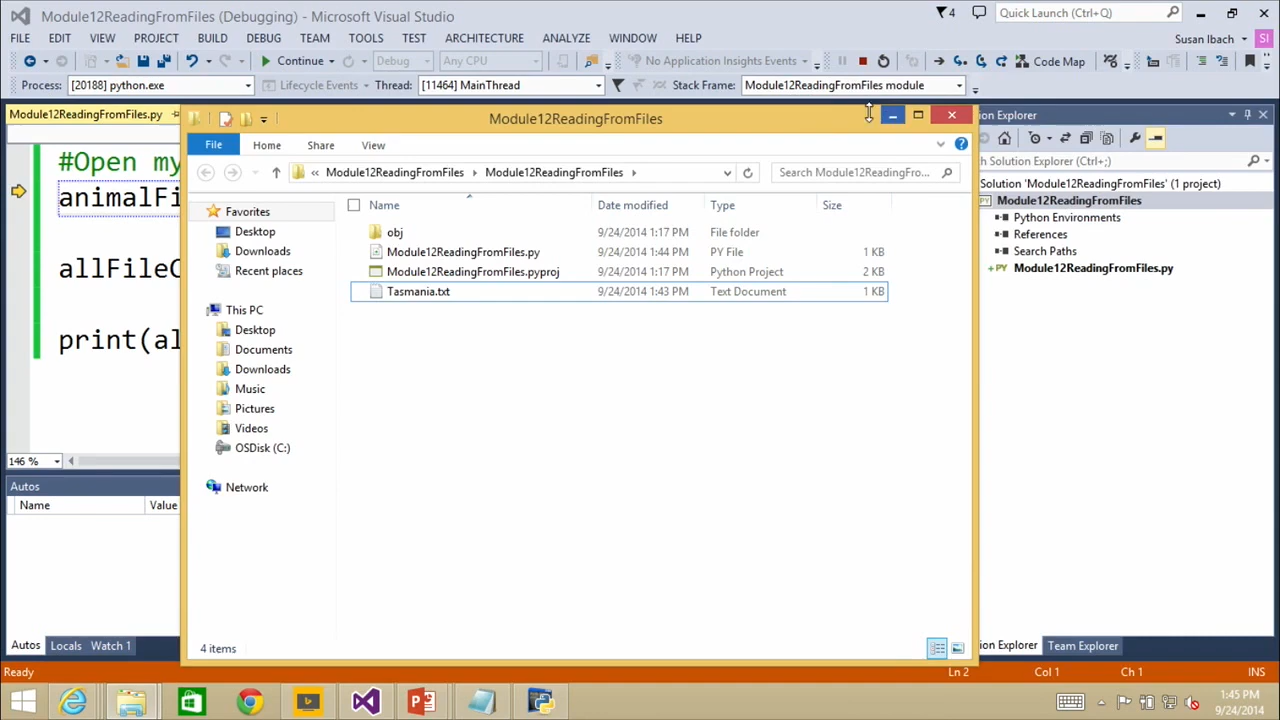 Module12ReadingFromFiles (Debugging) - Microsoft Visual Studio
4
Quick Launch (Ctrl+Q)
FILE EDIT VIEW PROJECT BUILD DEBUG TEAM TOOLS TEST ARCHITECTURE ANALYZE WINDOW HELP
Susan Ibach SI
Continue Debug Any CPU No Application Insights Events Code Map
Process: [20188] python.exe Lifecycle Events Thread: [11464] MainThread Stack Frame: Module12ReadingFromFiles module
Module12ReadingFromFiles.py
#Open my
animalFi
allFileC
print(al
146 %
Autos
Name Value
Autos Locals Watch 1
Module12ReadingFromFiles
File Home Share View
« Module12ReadingFromFiles Module12ReadingFromFiles
Search Module12ReadingFro...
Favorites
Desktop
Downloads
Recent places
This PC
Desktop
Documents
Downloads
Music
Pictures
Videos
OSDisk (C:)
Network
Name Date modified Type Size
obj 9/24/2014 1:17 PM File folder
Module12ReadingFromFiles.py 9/24/2014 1:44 PM PY File 1 KB
Module12ReadingFromFiles.pyproj 9/24/2014 1:17 PM Python Project 2 KB
Tasmania.txt 9/24/2014 1:43 PM Text Document 1 KB
4 items
ion Explorer
ch Solution Explorer (Ctrl+;)
Solution 'Module12ReadingFromFiles' (1 project)
PY Module12ReadingFromFiles
Python Environments
References
Search Paths
+PY Module12ReadingFromFiles.py
ion Explorer Team Explorer
Ready Ln 2 Col 1 Ch 1 INS
1:45 PM
9/24/2014